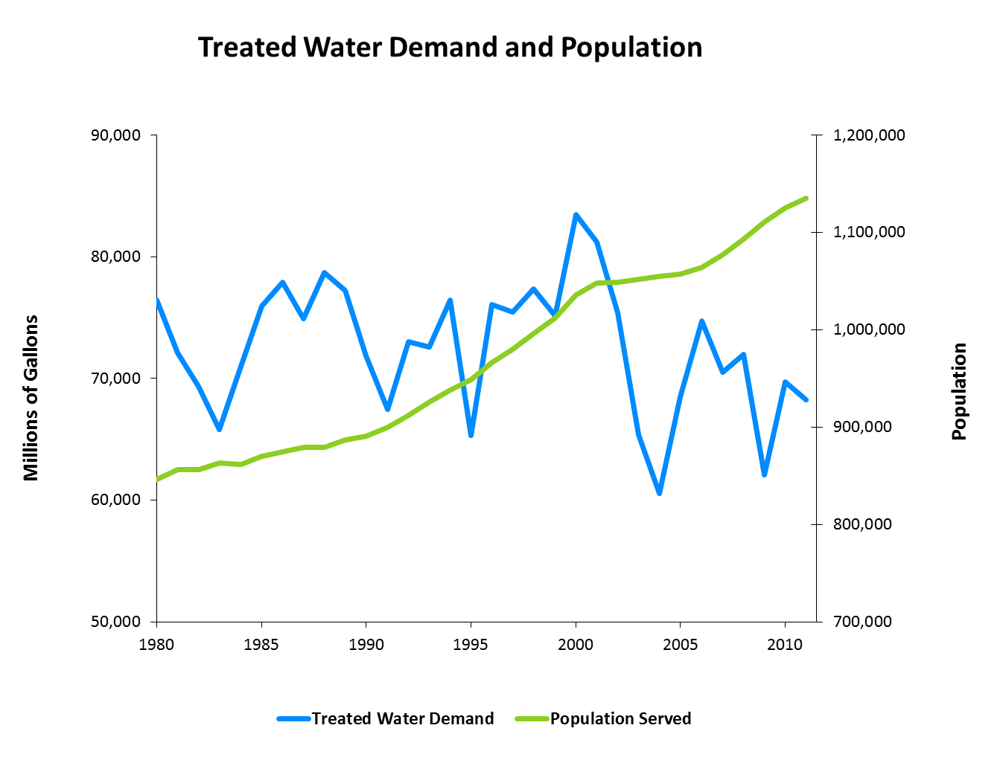 Treated Water Demand and Population
90,000
80,000
70,000
60,000
50,000
Millions of Gallons
1,200,000
1,100,000
1,000,000
900,000
800,000
700,000
Population
1980 1985 1990 1995 2000 2005 2010
Treated Water Demand Population Served